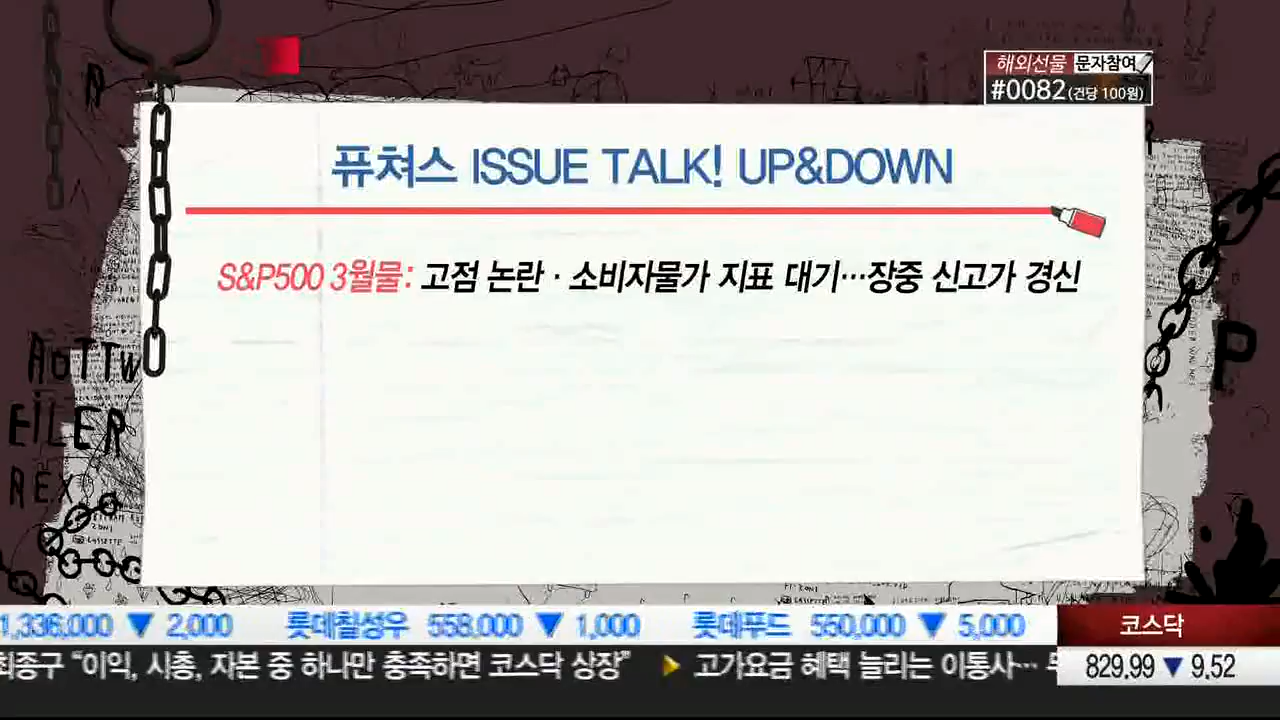 해외선물 문자참여
#0082(건당 100원)
퓨쳐스 ISSUE TALK! UP&DOWN
S&P500 3월물: 고점 논란·소비자물가 지표 대기…장중 신고가 경신
AOTTW
EILER
REX
P
1,336,000 ▼ 2,000 롯데칠성우 558,000 ▼ 1,000 롯데푸드 550,000 ▼ 5,000
코스닥
최종구 “이익, 시총, 자본 중 하나만 충족하면 코스닥 상장” ▶ 고가요금 혜택 늘리는 이통사…
829.99 ▼ 9.52